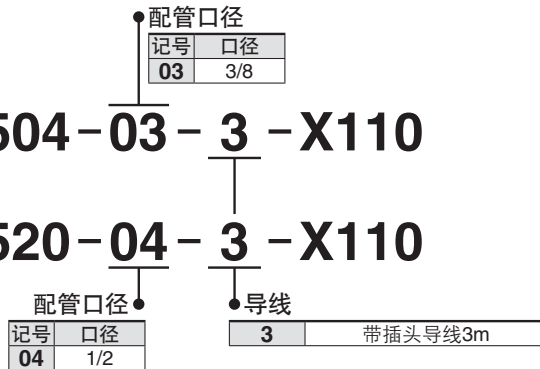 配管口径
记号 口径
03 3/8
504-03-3-X110
520-04-3-X110
配管口径
记号 口径
04 1/2
导线
3 带插头导线3m